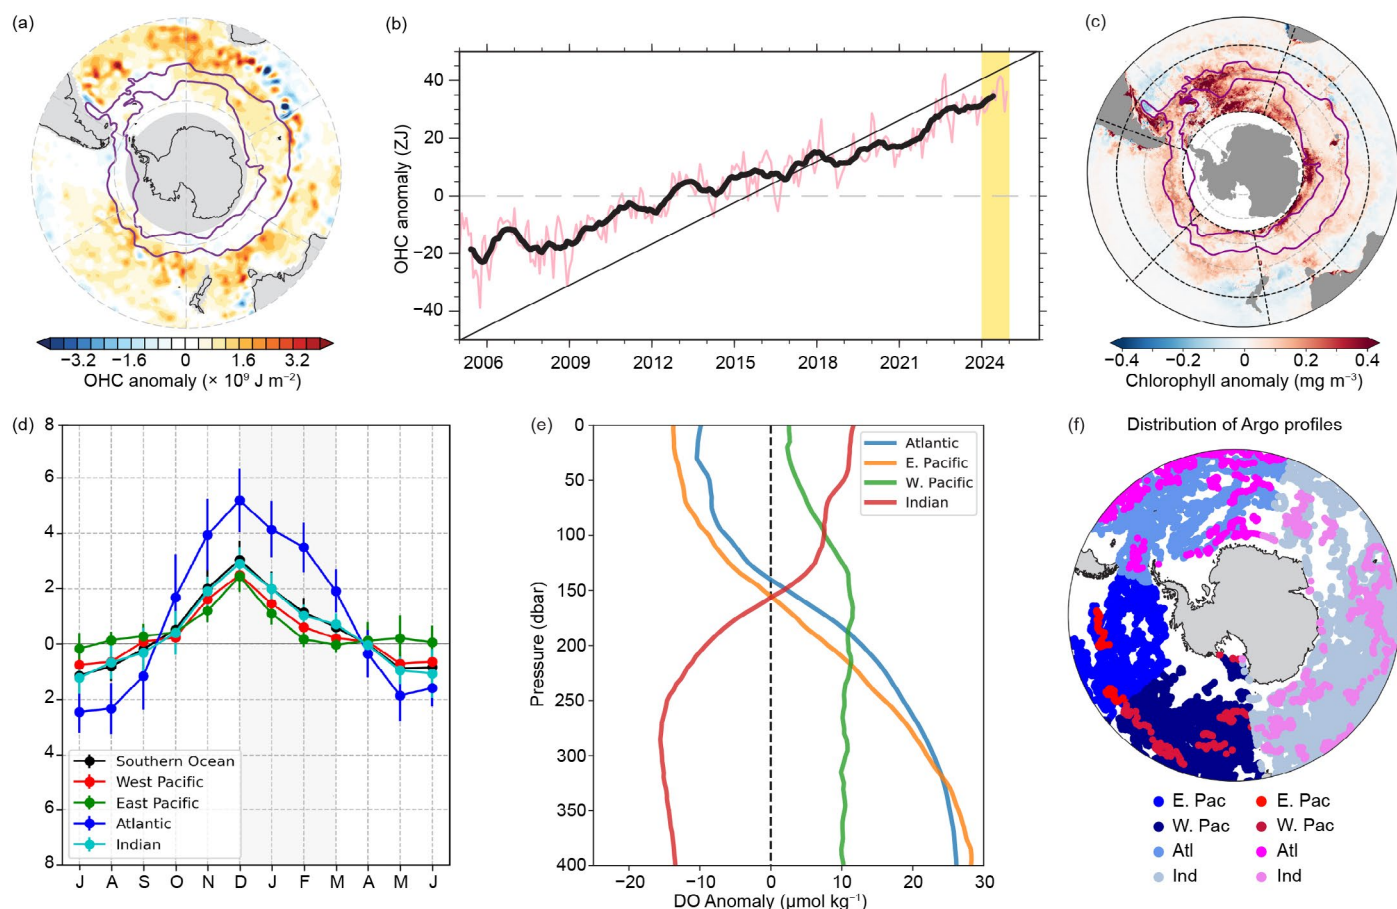 (a)
−3.2 −1.6 0 1.6 3.2
OHC anomaly (× 10⁹ J m⁻²)
(b)
OHC anomaly (ZJ)
40
20
0
−20
−40
2006 2009 2012 2015 2018 2021 2024
(c)
−0.4 −0.2 0 0.2 0.4
Chlorophyll anomaly (mg m⁻³)
(d)
8
6
4
2
0
2
4
6
8
Southern Ocean
West Pacific
East Pacific
Atlantic
Indian
J A S O N D J F M A M J
(e)
Pressure (dbar)
0
50
100
150
200
250
300
350
400
Atlantic
E. Pacific
W. Pacific
Indian
−20 −10 0 10 20 30
DO Anomaly (μmol kg⁻¹)
(f)
Distribution of Argo profiles
E. Pac E. Pac
W. Pac W. Pac
Atl Atl
Ind Ind